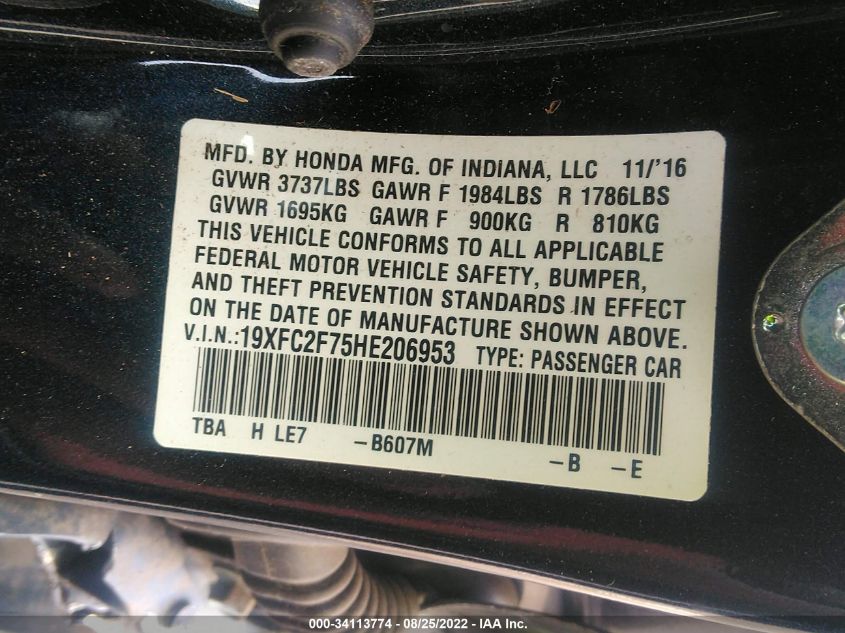 MFD. BY HONDA MFG. OF INDIANA, LLC 11/'16
GVWR 3737LBS GAWR F 1984LBS R 1786LBS
GVWR 1695KG GAWR F 900KG R 810KG
THIS VEHICLE CONFORMS TO ALL APPLICABLE
FEDERAL MOTOR VEHICLE SAFETY, BUMPER,
AND THEFT PREVENTION STANDARDS IN EFFECT
ON THE DATE OF MANUFACTURE SHOWN ABOVE.
V.I.N.:19XFC2F75HE206953 TYPE: PASSENGER CAR
TBA H LE7 -B607M -B -E
000-34113774 - 08/25/2022 - IAA Inc.